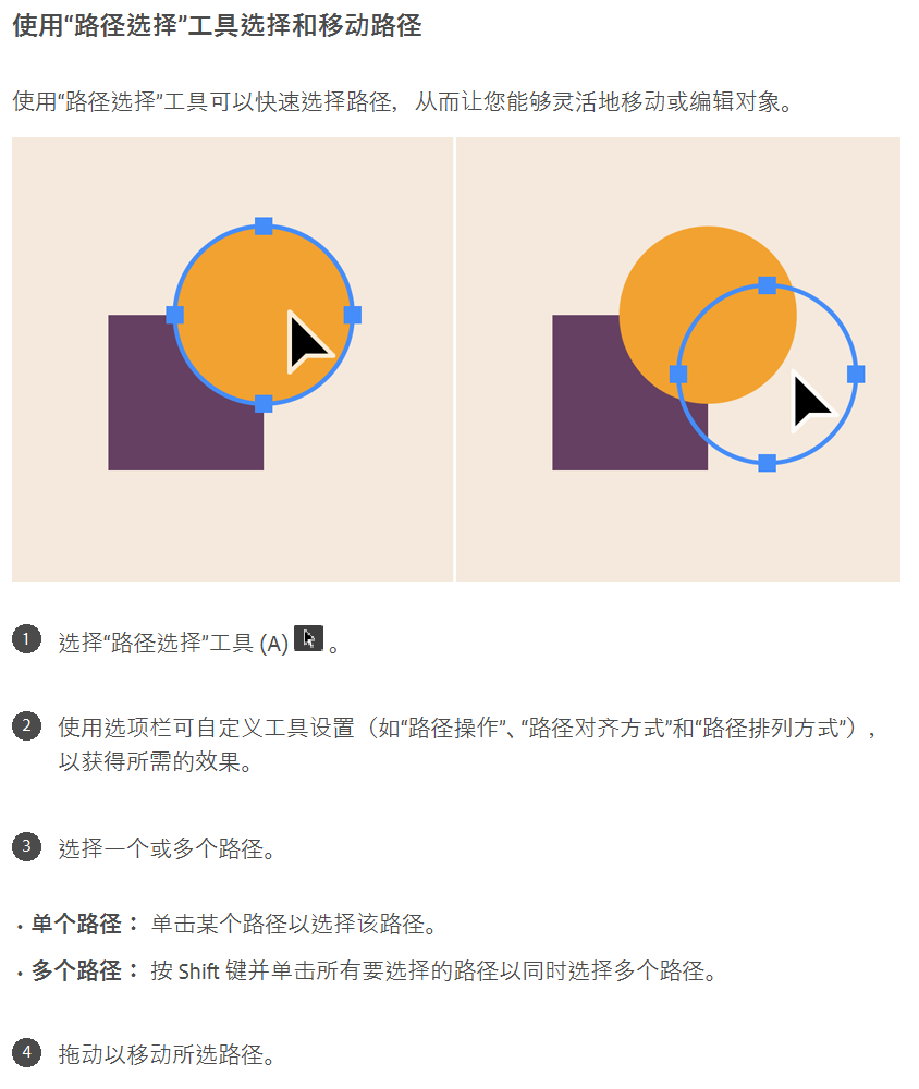 使用“路径选择”工具选择和移动路径
使用“路径选择”工具可以快速选择路径，从而让您能够灵活地移动或编辑对象。
1 选择“路径选择”工具 (A) 。
2 使用选项栏可自定义工具设置（如“路径操作”、“路径对齐方式”和“路径排列方式”），
以获得所需的效果。
3 选择一个或多个路径。
• 单个路径： 单击某个路径以选择该路径。
• 多个路径： 按 Shift 键并单击所有要选择的路径以同时选择多个路径。
4 拖动以移动所选路径。